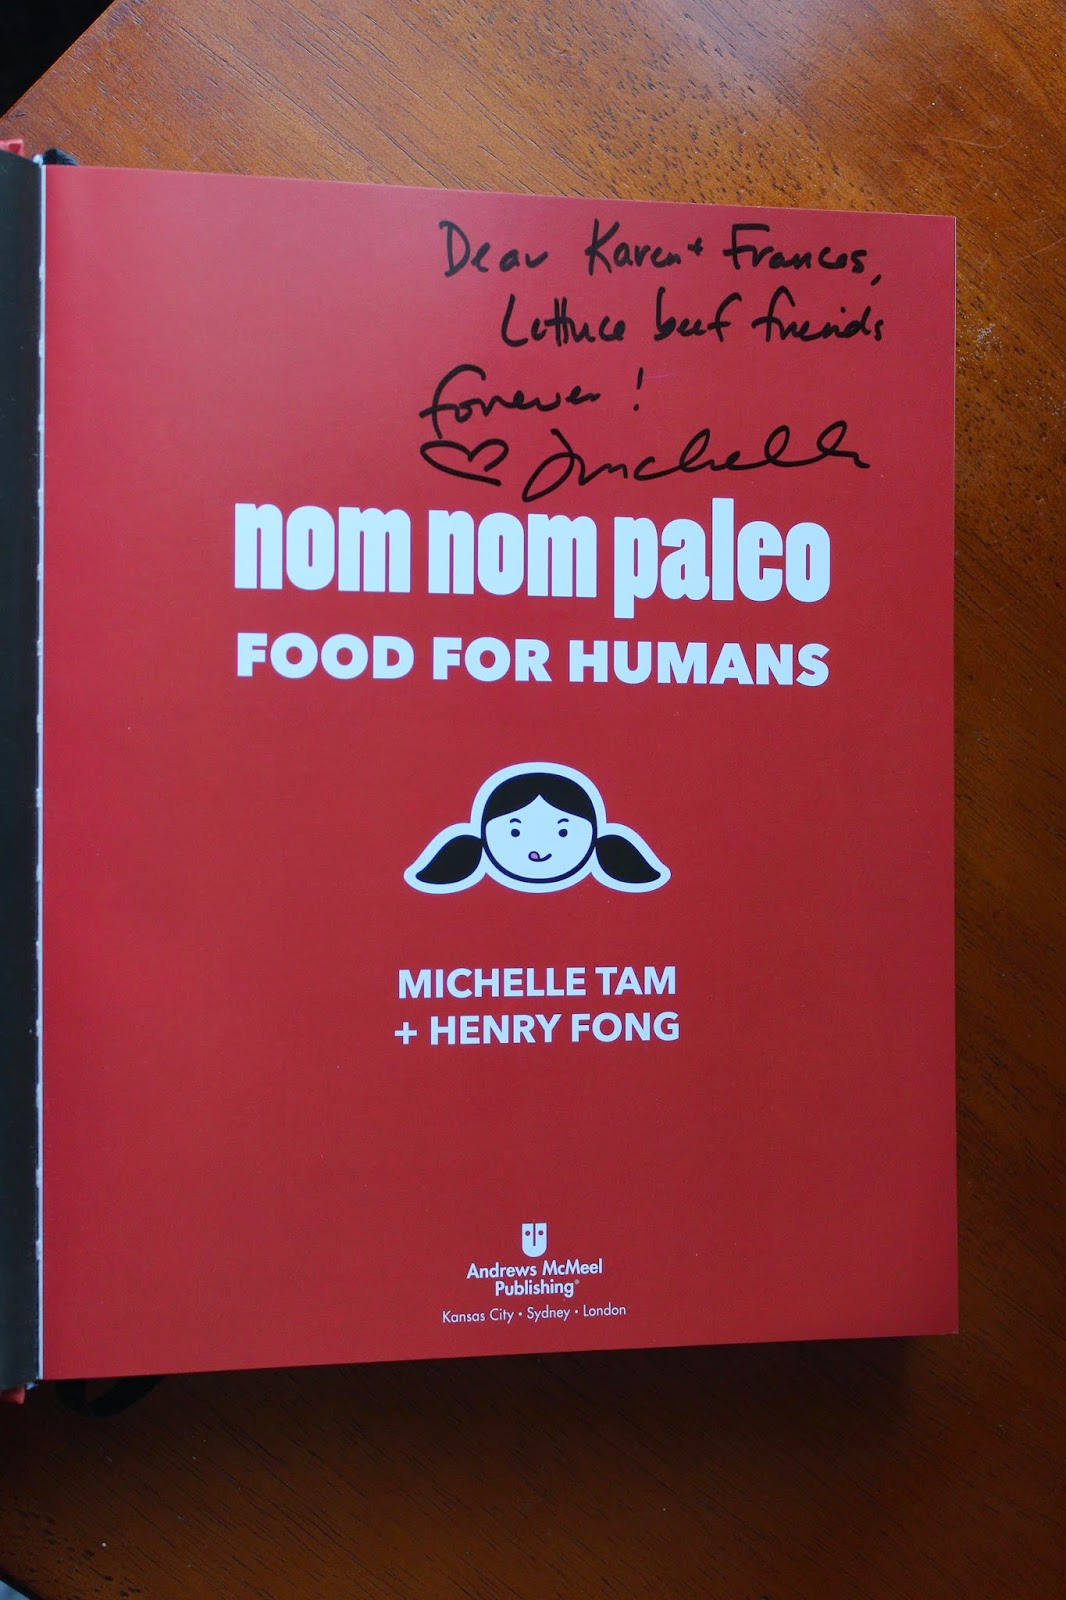 Dear Karen + Frances,
Lettuce beef friends
forever!
♡ Michelle
nom nom paleo
FOOD FOR HUMANS
MICHELLE TAM
+ HENRY FONG
Andrews McMeel
Publishing®
Kansas City • Sydney • London